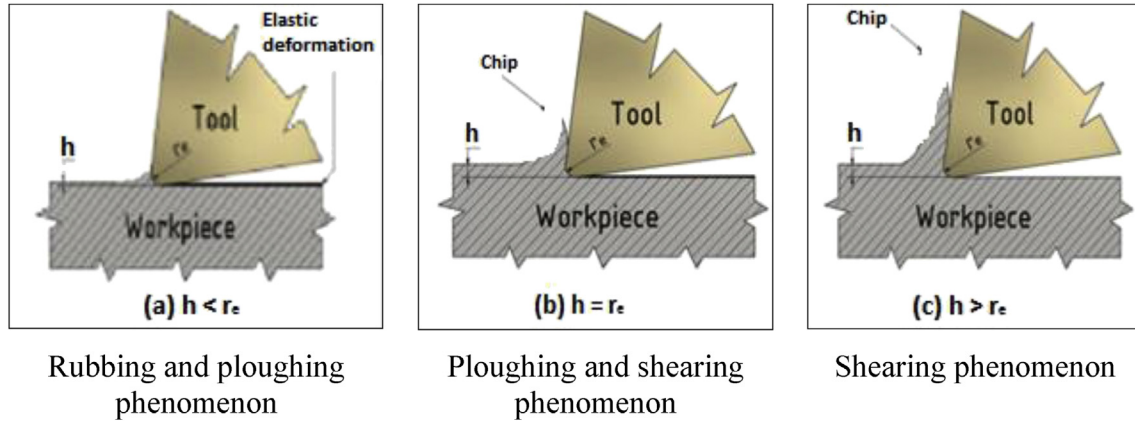 Elastic
deformation
Tool
rₑ
h
Workpiece
(a) h < rₑ
Chip
Tool
rₑ
h
Workpiece
(b) h = rₑ
Chip
Tool
rₑ
h
Workpiece
(c) h > rₑ
Rubbing and ploughing
phenomenon
Ploughing and shearing
phenomenon
Shearing phenomenon